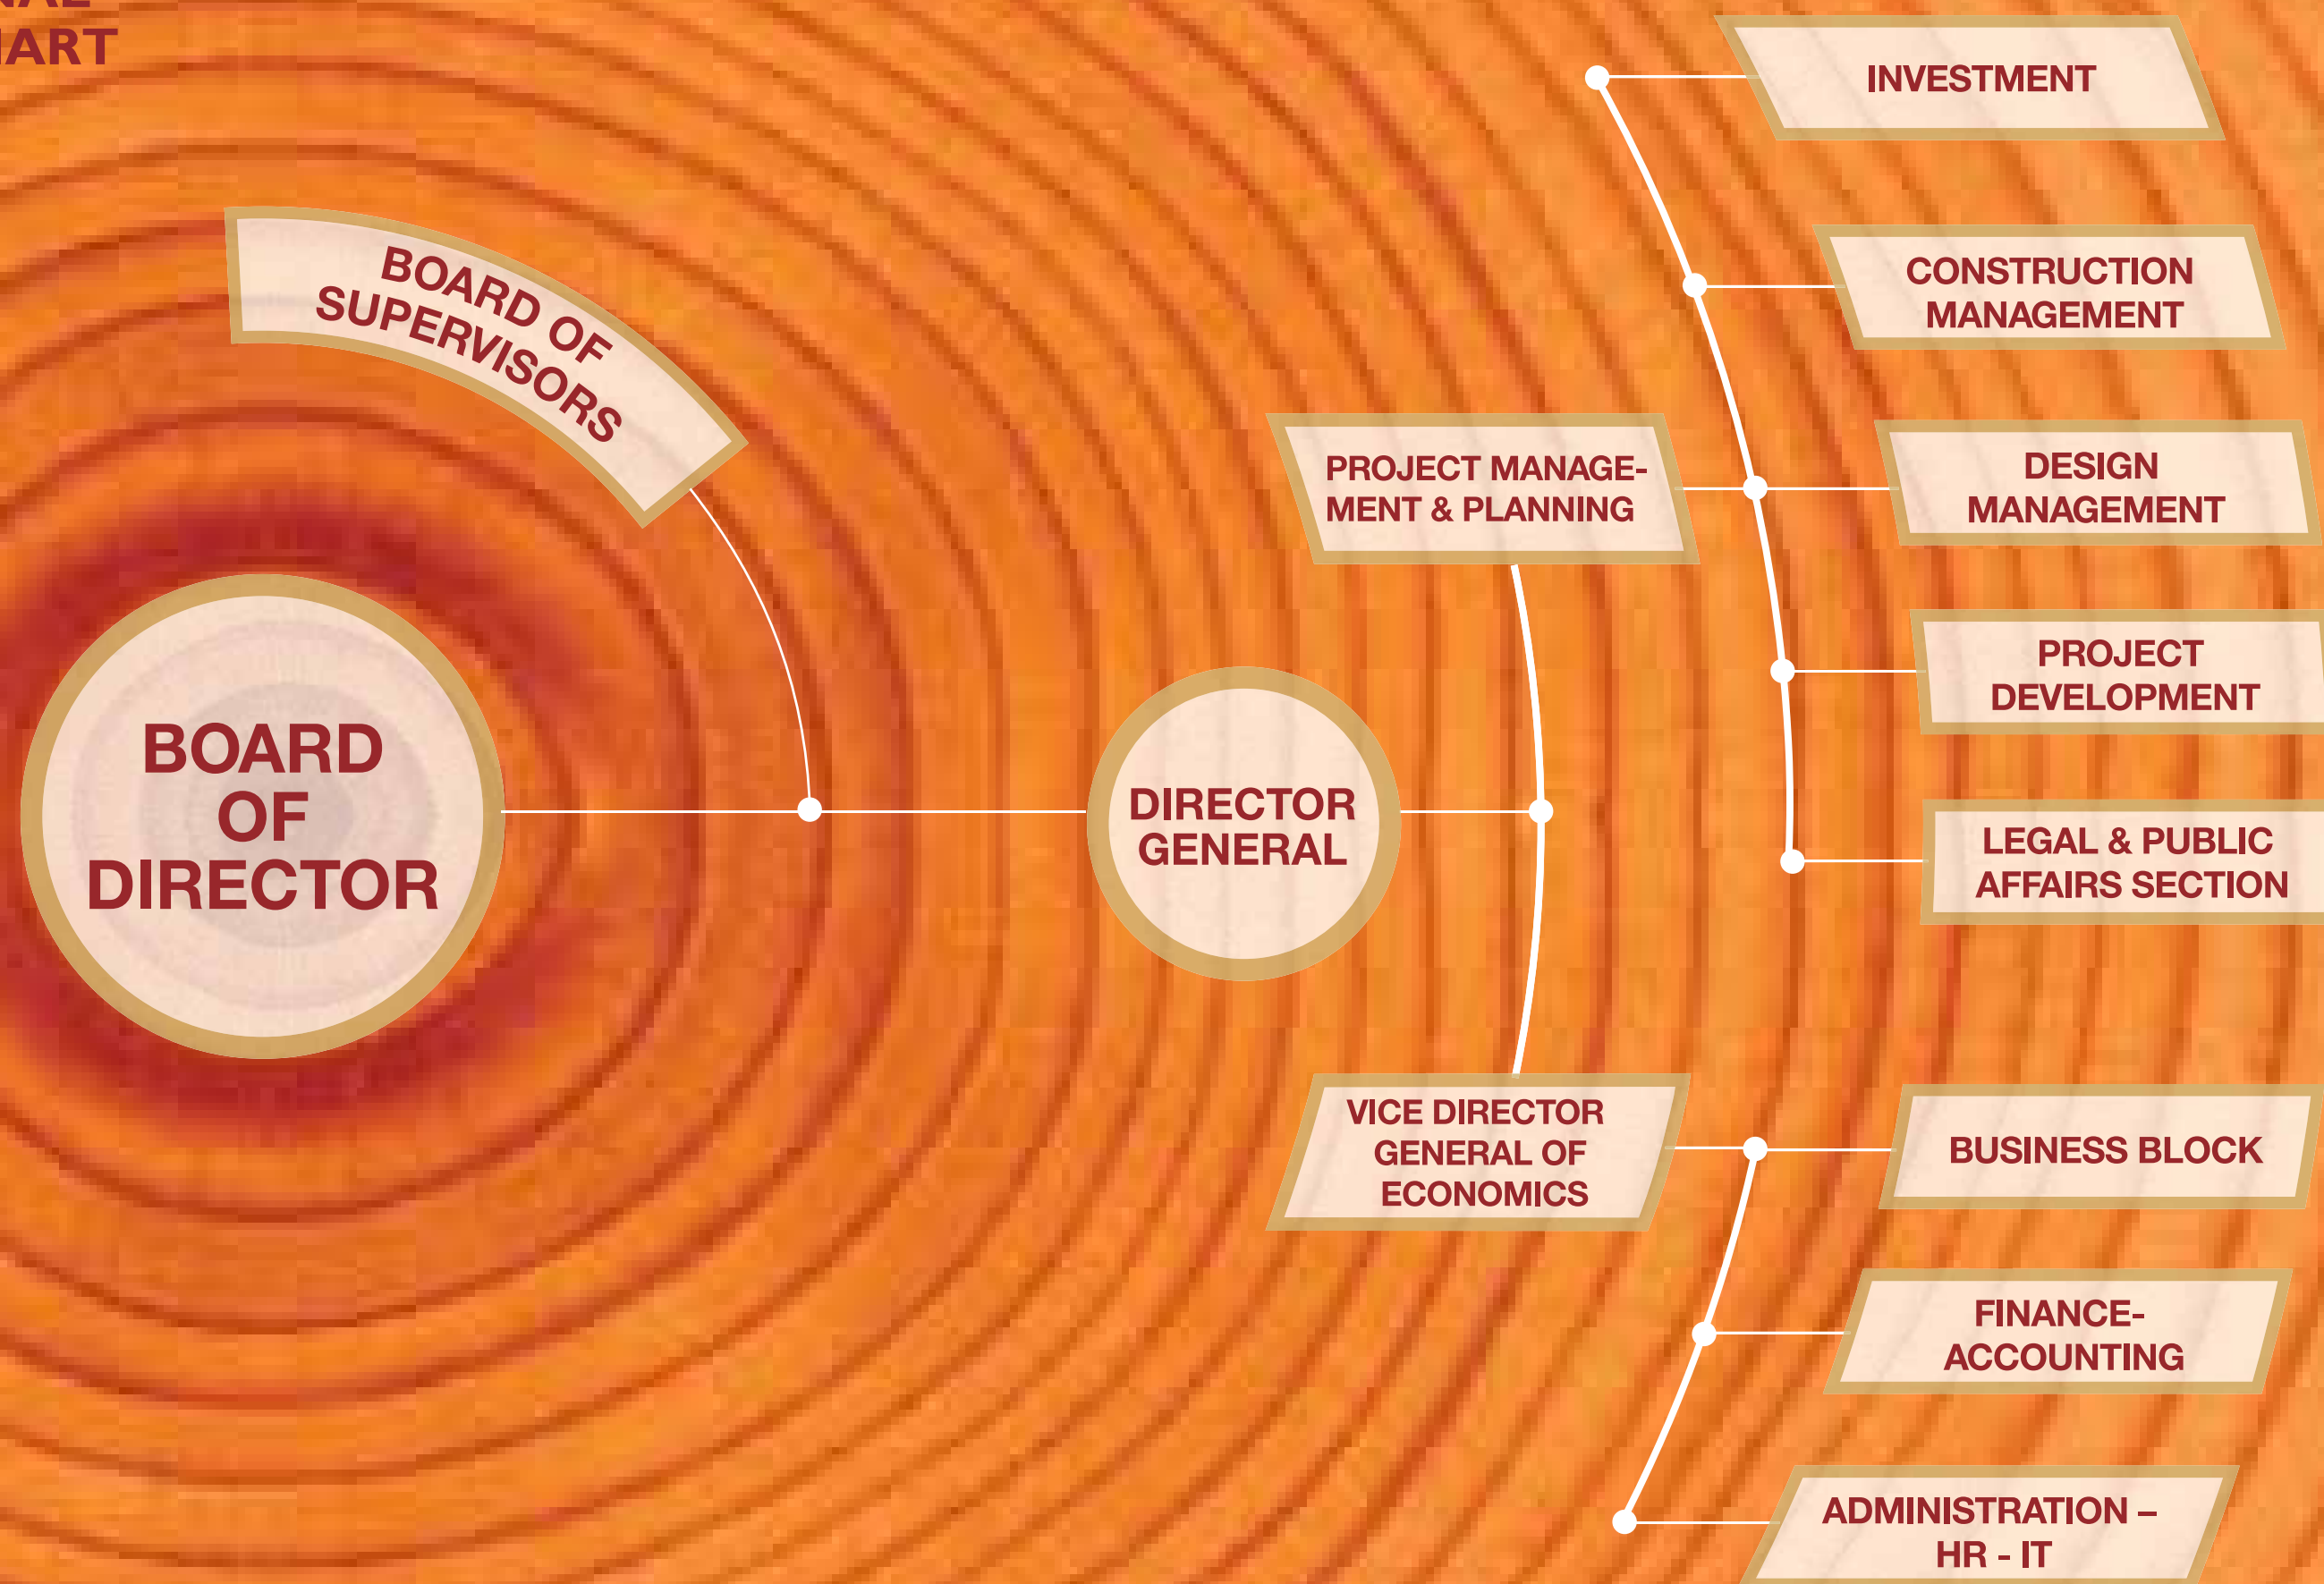 HART
BOARD OF
SUPERVISORS
BOARD
OF
DIRECTOR
DIRECTOR
GENERAL
PROJECT MANAGE-
MENT & PLANNING
VICE DIRECTOR
GENERAL OF
ECONOMICS
INVESTMENT
CONSTRUCTION
MANAGEMENT
DESIGN
MANAGEMENT
PROJECT
DEVELOPMENT
LEGAL & PUBLIC
AFFAIRS SECTION
BUSINESS BLOCK
FINANCE-
ACCOUNTING
ADMINISTRATION –
HR - IT